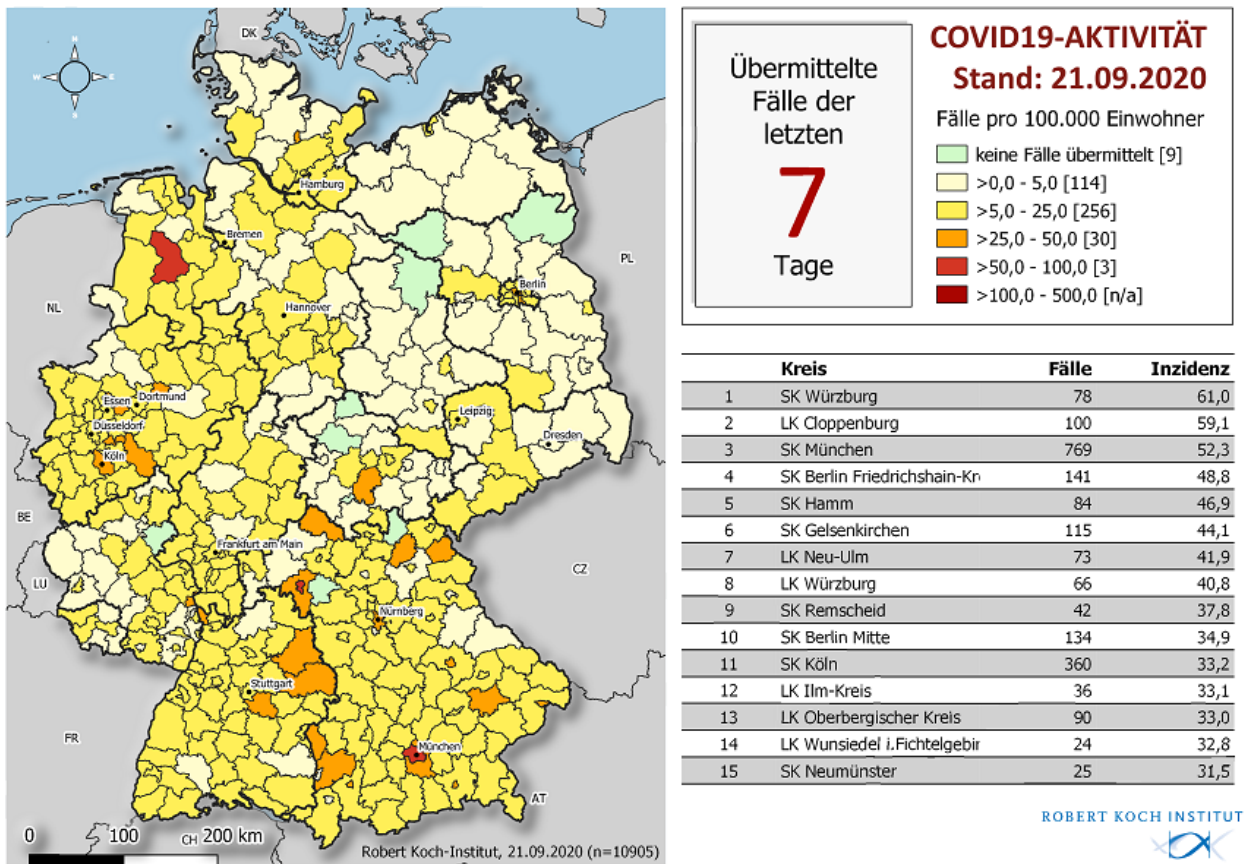 DK
N
W
E
S
Hamburg
Bremen
PL
Berlin
NL
Hannover
Essen
Dortmund
Düsseldorf
Leipzig
Köln
Dresden
BE
Frankfurt am Main
LU
CZ
Nürnberg
Stuttgart
FR
München
AT
0 100 200 km
CH
Robert Koch-Institut, 21.09.2020 (n=10905)
Übermittelte
Fälle der
letzten
7
Tage
COVID19-AKTIVITÄT
Stand: 21.09.2020
Fälle pro 100.000 Einwohner
keine Fälle übermittelt [9]
>0,0 - 5,0 [114]
>5,0 - 25,0 [256]
>25,0 - 50,0 [30]
>50,0 - 100,0 [3]
>100,0 - 500,0 [n/a]
Kreis Fälle Inzidenz
1 SK Würzburg 78 61,0
2 LK Cloppenburg 100 59,1
3 SK München 769 52,3
4 SK Berlin Friedrichshain-Kr 141 48,8
5 SK Hamm 84 46,9
6 SK Gelsenkirchen 115 44,1
7 LK Neu-Ulm 73 41,9
8 LK Würzburg 66 40,8
9 SK Remscheid 42 37,8
10 SK Berlin Mitte 134 34,9
11 SK Köln 360 33,2
12 LK Ilm-Kreis 36 33,1
13 LK Oberbergischer Kreis 90 33,0
14 LK Wunsiedel i.Fichtelgebir 24 32,8
15 SK Neumünster 25 31,5
ROBERT KOCH INSTITUT